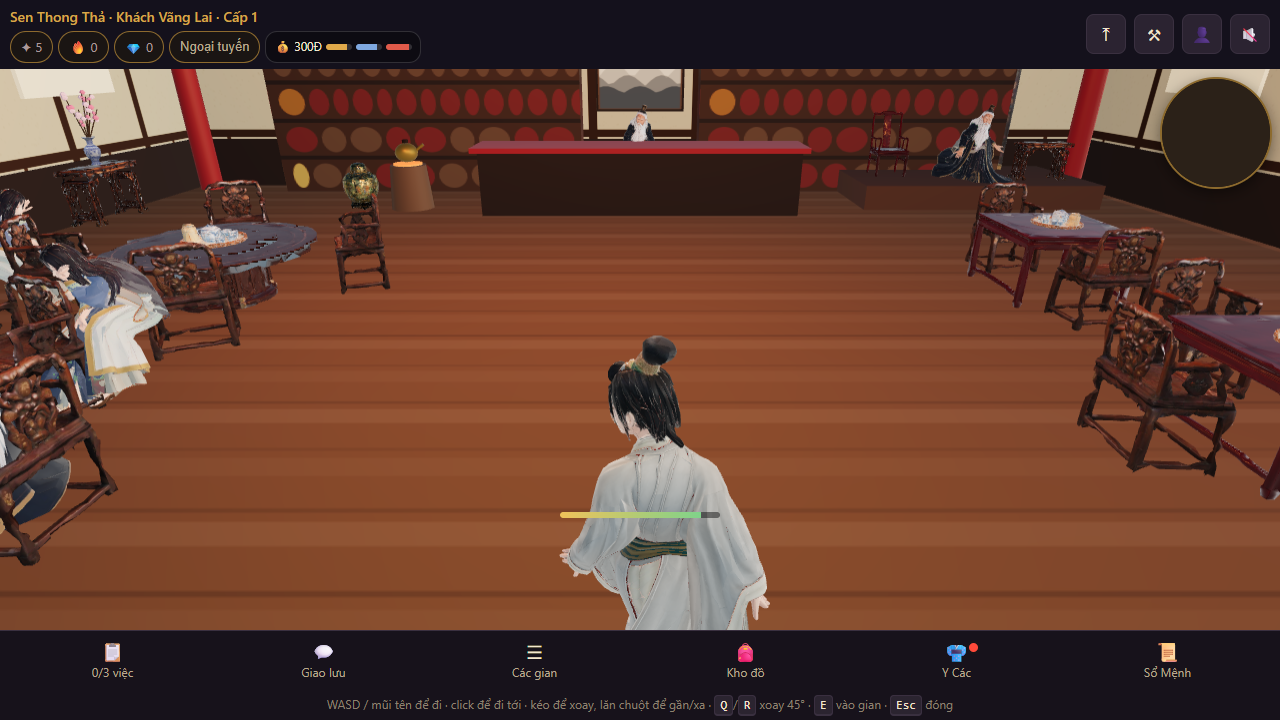 Sen Thong Thả · Khách Vãng Lai · Cấp 1
5 0 0 Ngoại tuyến 300Đ
0/3 việc Giao lưu Các gian Kho đồ Y Các Sổ Mệnh
WASD / mũi tên để đi · click để đi tới · kéo để xoay, lăn chuột để gần/xa · Q / R xoay 45° · E vào gian · Esc đóng